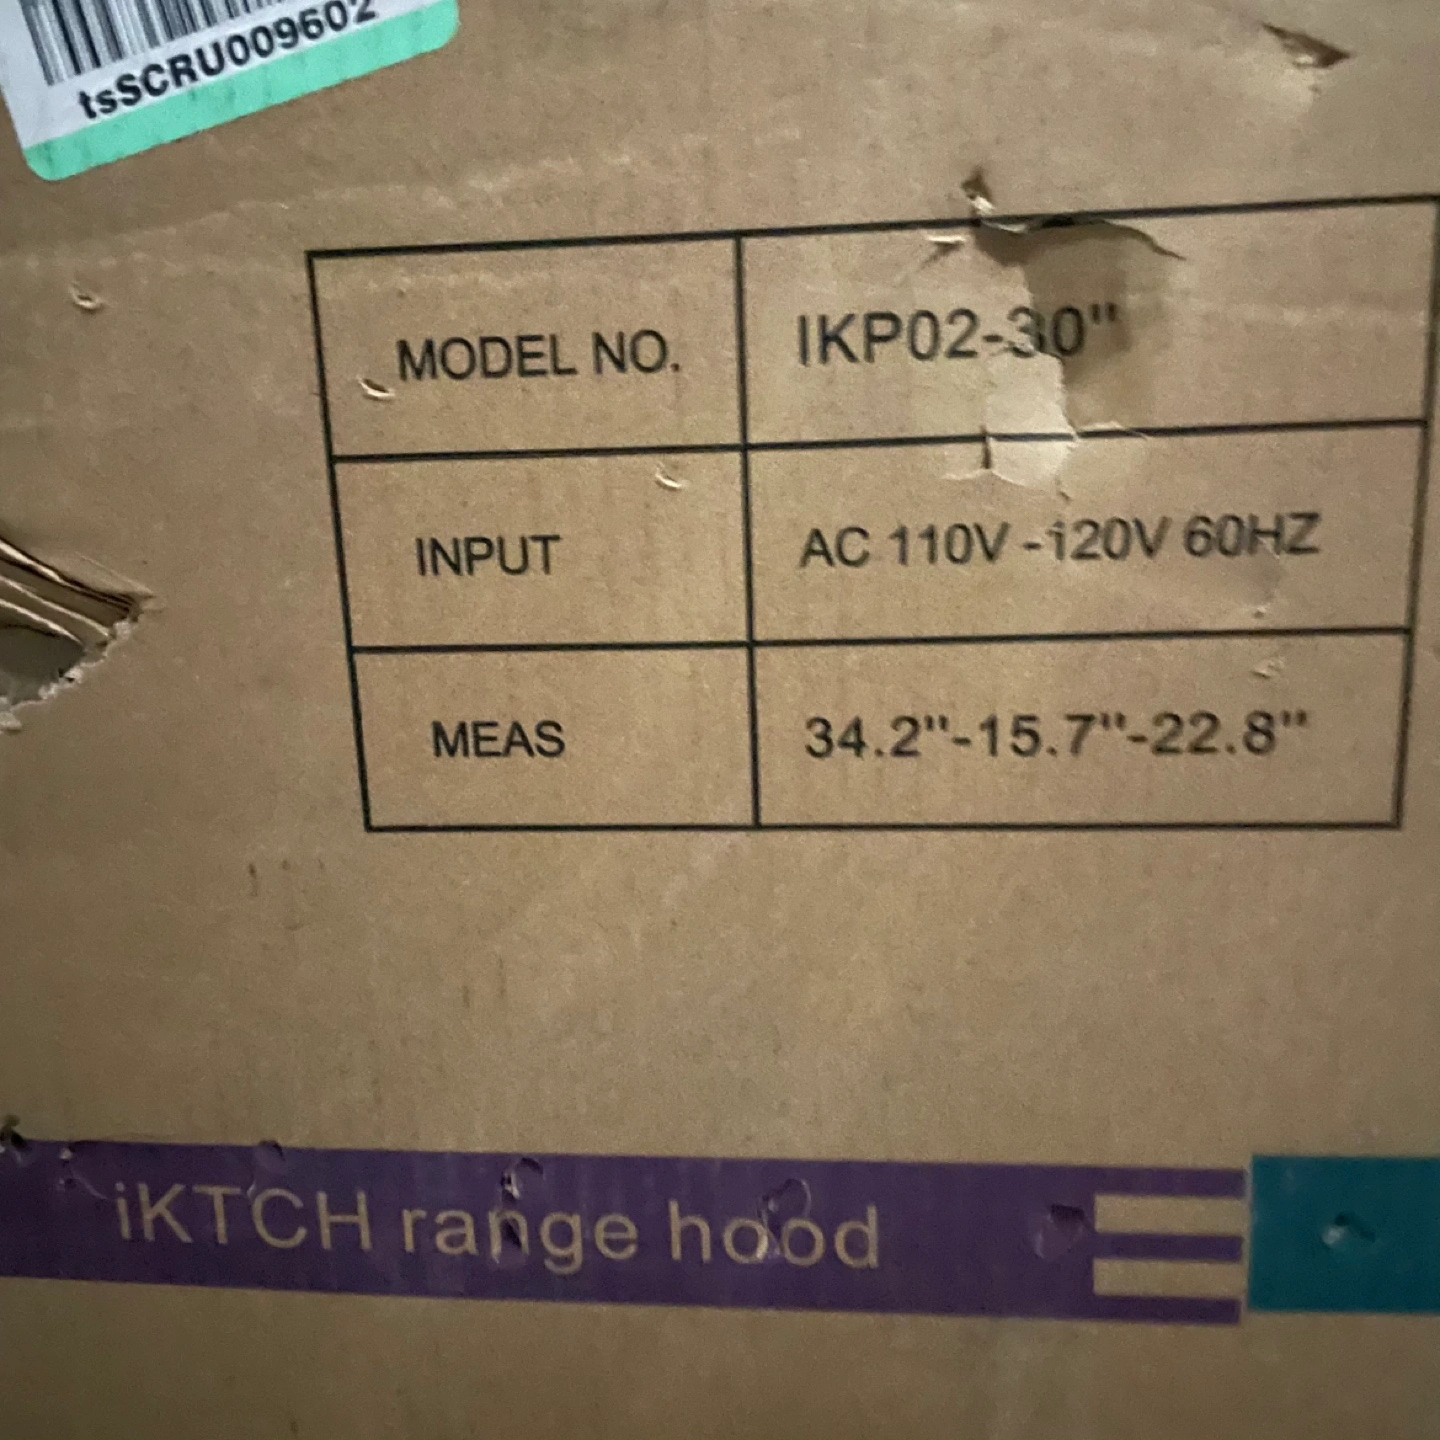 tsSCRU009602
MODEL NO. IKP02-30"
INPUT AC 110V -120V 60HZ
MEAS 34.2"-15.7"-22.8"
iKTCH range hood